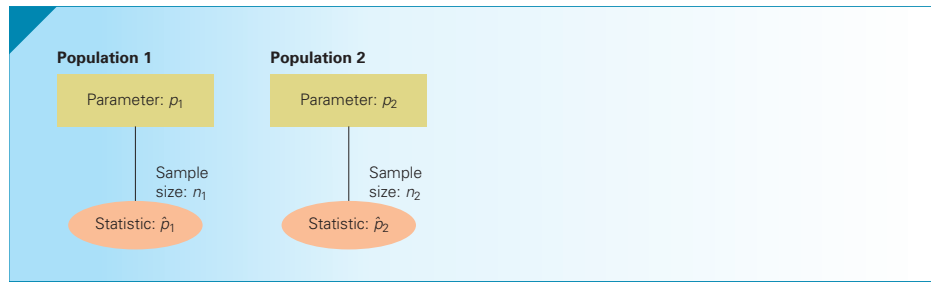 Population 1
Parameter: p₁
Sample
size: n₁
Statistic: p̂₁
Population 2
Parameter: p₂
Sample
size: n₂
Statistic: p̂₂